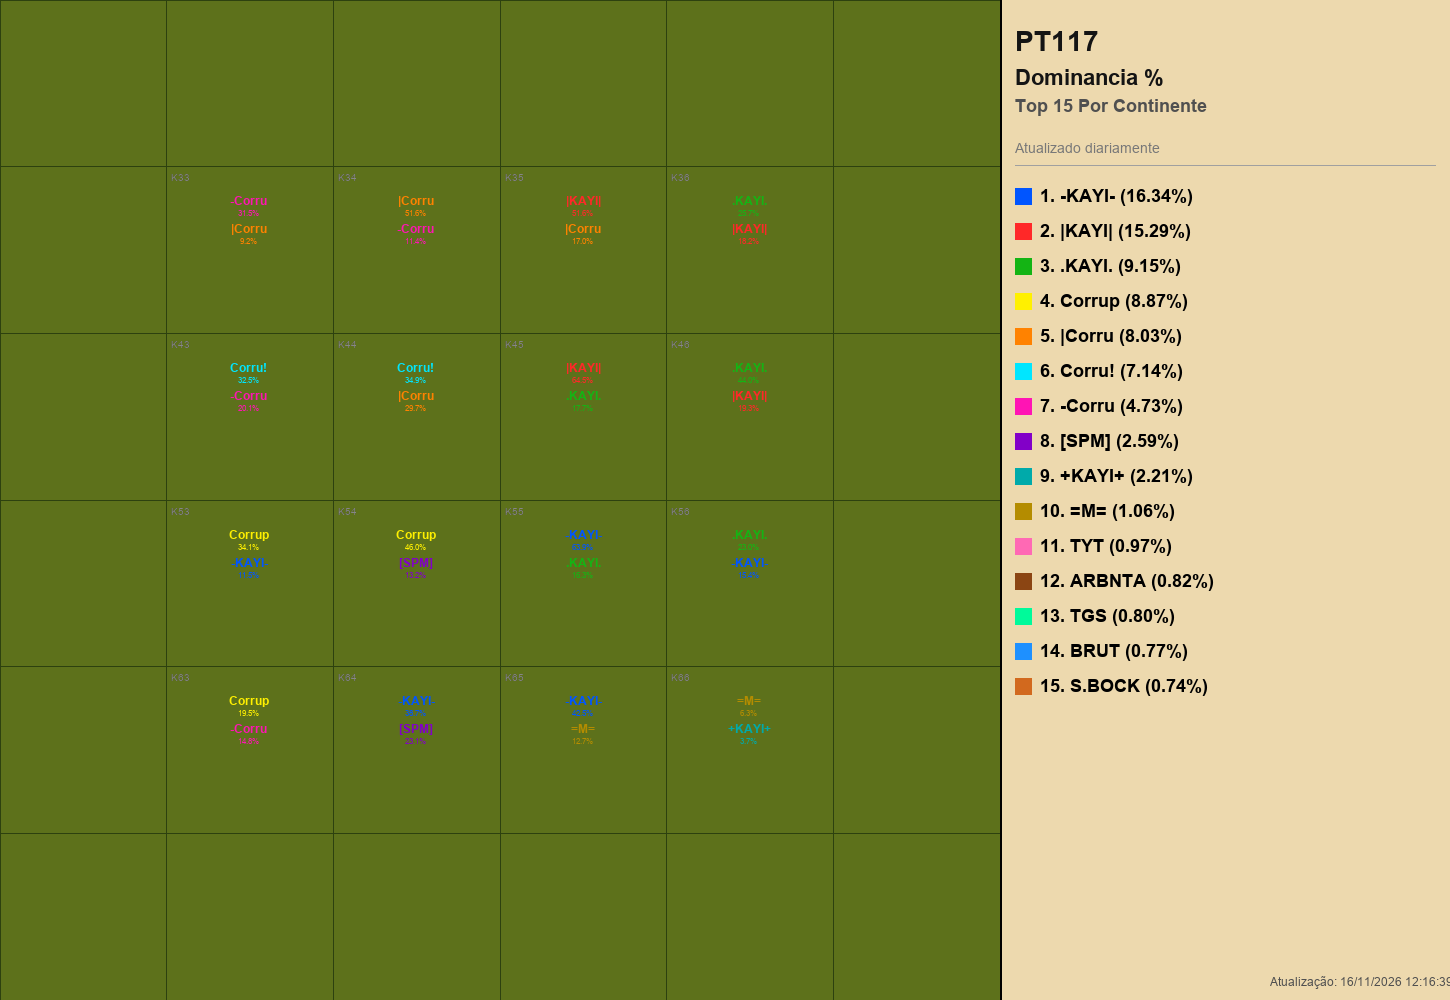 K33
-Corru
|Corru
9.2%
K34
|Corru
51.6%
-Corru
K35
|KAYI|
|Corru
17.0%
K36
.KAYI.
|KAYI|
K43
Corru!
32.5%
-Corru
K44
Corru!
34.9%
|Corru
29.7%
K45
|KAYI|
.KAYI.
K46
.KAYI.
|KAYI|
K53
Corrup
34.1%
-KAYI-
K54
Corrup
46.0%
[SPM]
13.2%
K55
-KAYI-
.KAYI.
K56
.KAYI.
-KAYI-
K63
Corrup
19.5%
-Corru
K64
-KAYI-
[SPM]
23.1%
K65
-KAYI-
=M=
12.7%
K66
=M=
6.3%
+KAYI+
PT117
Dominancia %
Top 15 Por Continente
Atualizado diariamente
1. -KAYI- (16.34%)
2. |KAYI| (15.29%)
3. .KAYI. (9.15%)
4. Corrup (8.87%)
5. |Corru (8.03%)
6. Corru! (7.14%)
7. -Corru (4.73%)
8. [SPM] (2.59%)
9. +KAYI+ (2.21%)
10. =M= (1.06%)
11. TYT (0.97%)
12. ARBNTA (0.82%)
13. TGS (0.80%)
14. BRUT (0.77%)
15. S.BOCK (0.74%)
Atualização: 16/11/2026 12:16:39